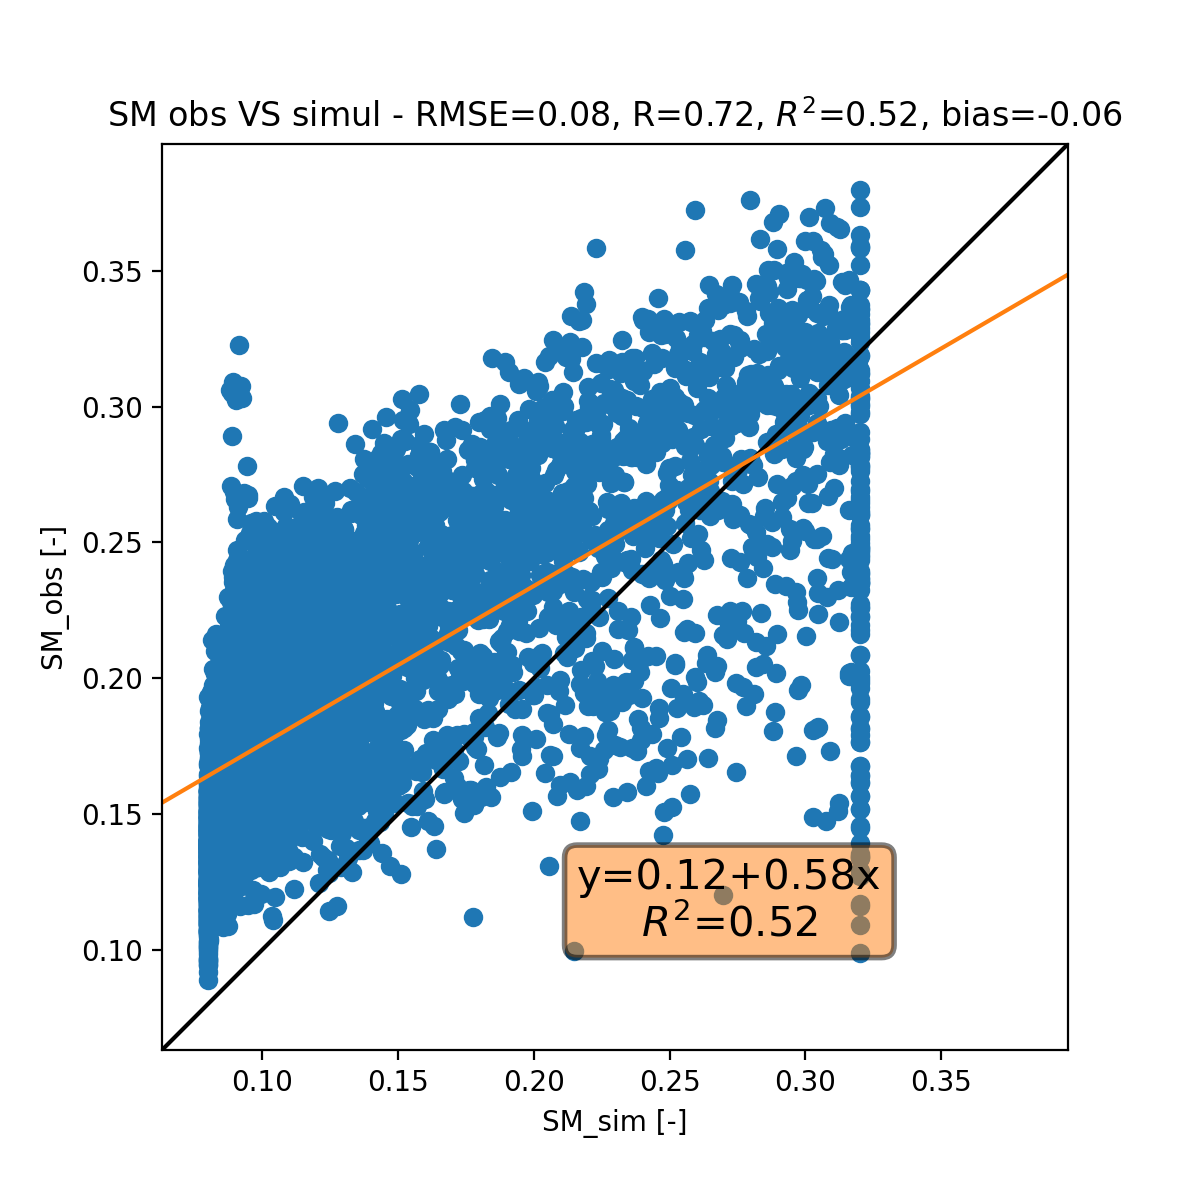 SM obs VS simul - RMSE=0.08, R=0.72, R²=0.52, bias=-0.06
0.35
0.30
0.25
0.20
0.15
0.10
SM_obs [-]
y=0.12+0.58x
R²=0.52
0.10 0.15 0.20 0.25 0.30 0.35
SM_sim [-]